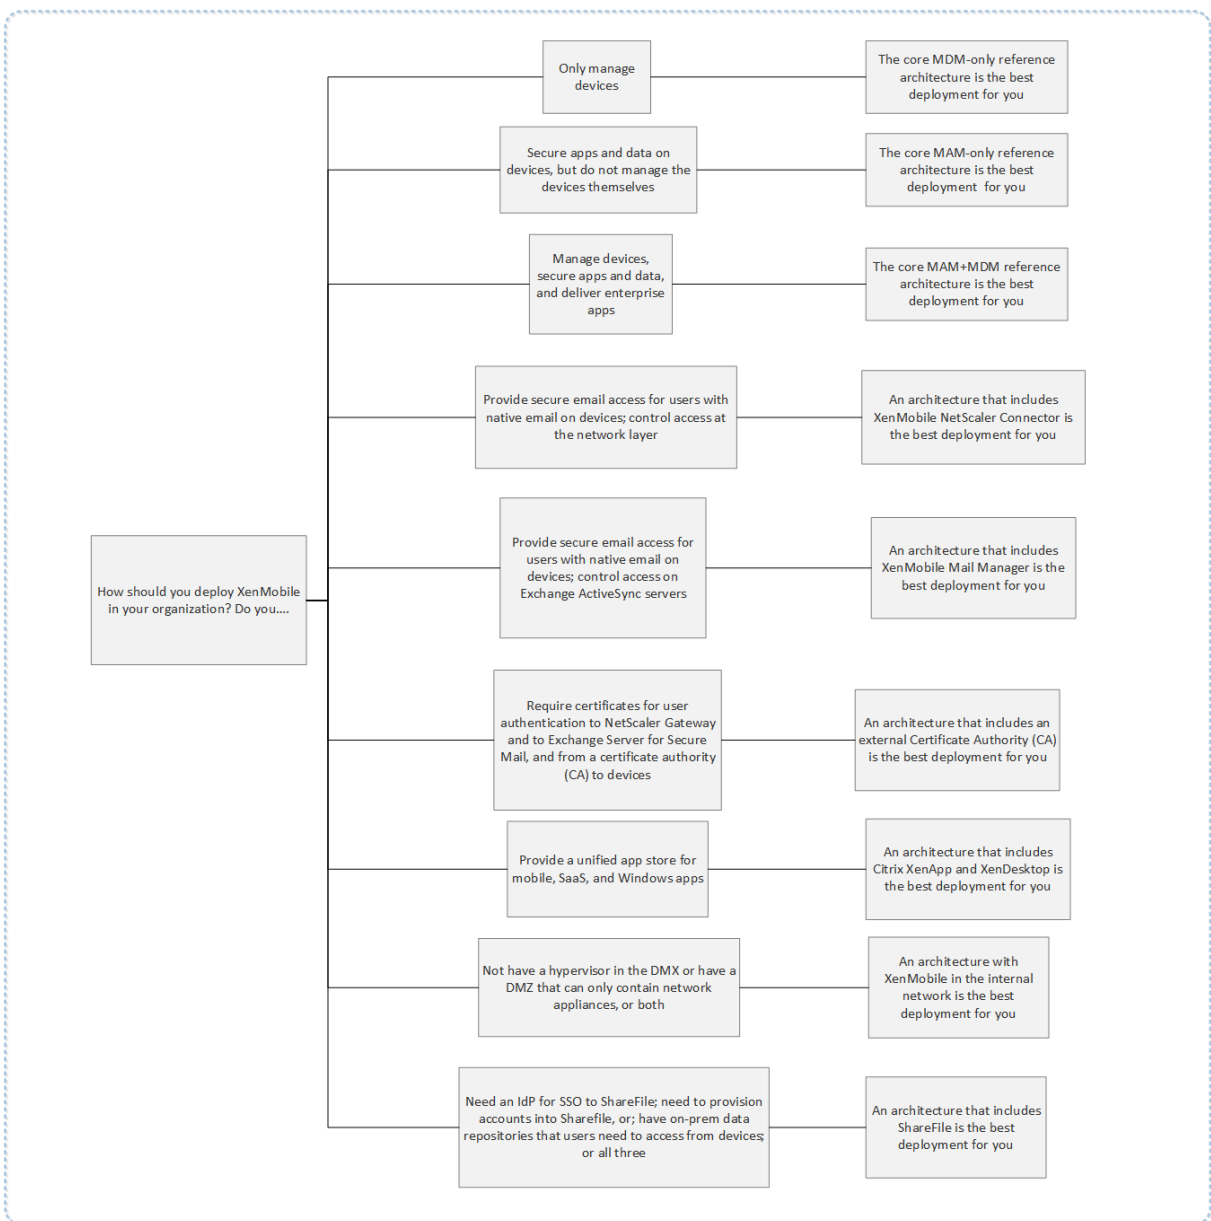 Only manage
devices
The core MDM-only reference
architecture is the best
deployment for you
Secure apps and data on
devices, but do not manage the
devices themselves
The core MAM-only reference
architecture is the best
deployment for you
Manage devices,
secure apps and data,
and deliver enterprise
apps
The core MAM+MDM reference
architecture is the best
deployment for you
Provide secure email access for users with
native email on devices; control access at
the network layer
An architecture that includes
XenMobile NetScaler Connector is
the best deployment for you
Provide secure email access for
users with native email on
devices; control access on
Exchange ActiveSync servers
An architecture that includes
XenMobile Mail Manager is the
best deployment for you
How should you deploy XenMobile
in your organization? Do you....
Require certificates for user
authentication to NetScaler Gateway
and to Exchange Server for Secure
Mail, and from a certificate authority
(CA) to devices
An architecture that includes an
external Certificate Authority (CA)
is the best deployment for you
Provide a unified app store for
mobile, SaaS, and Windows apps
An architecture that includes
Citrix XenApp and XenDesktop is
the best deployment for you
Not have a hypervisor in the DMX or have a
DMZ that can only contain network
appliances, or both
An architecture with
XenMobile in the internal
network is the best
deployment for you
Need an IdP for SSO to ShareFile; need to provision
accounts into Sharefile, or; have on-prem data
repositories that users need to access from devices;
or all three
An architecture that includes
ShareFile is the best
deployment for you